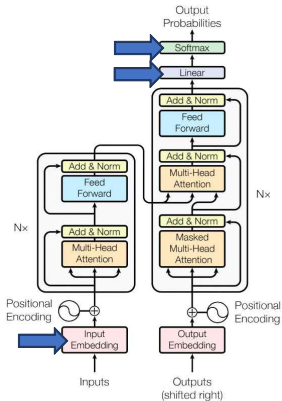 Output
Probabilities
Softmax
Linear
Add & Norm
Feed
Forward
Add & Norm
Multi-Head
Attention
Add & Norm
Masked
Multi-Head
Attention
N×
Add & Norm
Feed
Forward
Add & Norm
Multi-Head
Attention
N×
Positional
Encoding
Positional
Encoding
Input
Embedding
Output
Embedding
Inputs
Outputs
(shifted right)